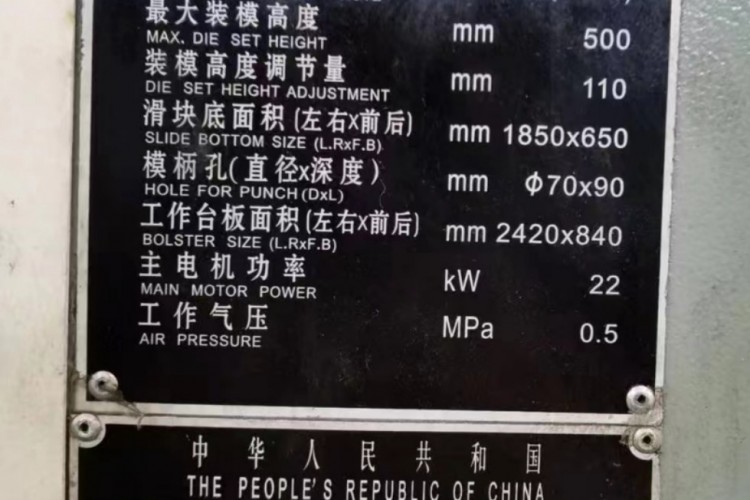 最大装模高度 mm 500
MAX. DIE SET HEIGHT
装模高度调节量 mm 110
DIE SET HEIGHT ADJUSTMENT
滑块底面积(左右x前后) mm 1850x650
SLIDE BOTTOM SIZE (L.RxF.B)
模柄孔(直径x深度) mm ϕ70x90
HOLE FOR PUNCH (DxL)
工作台板面积(左右x前后) mm 2420x840
BOLSTER SIZE (L.RxF.B)
主电机功率 kW 22
MAIN MOTOR POWER
工作气压 MPa 0.5
AIR PRESSURE
中华人民共和国
THE PEOPLE'S REPUBLIC OF CHINA